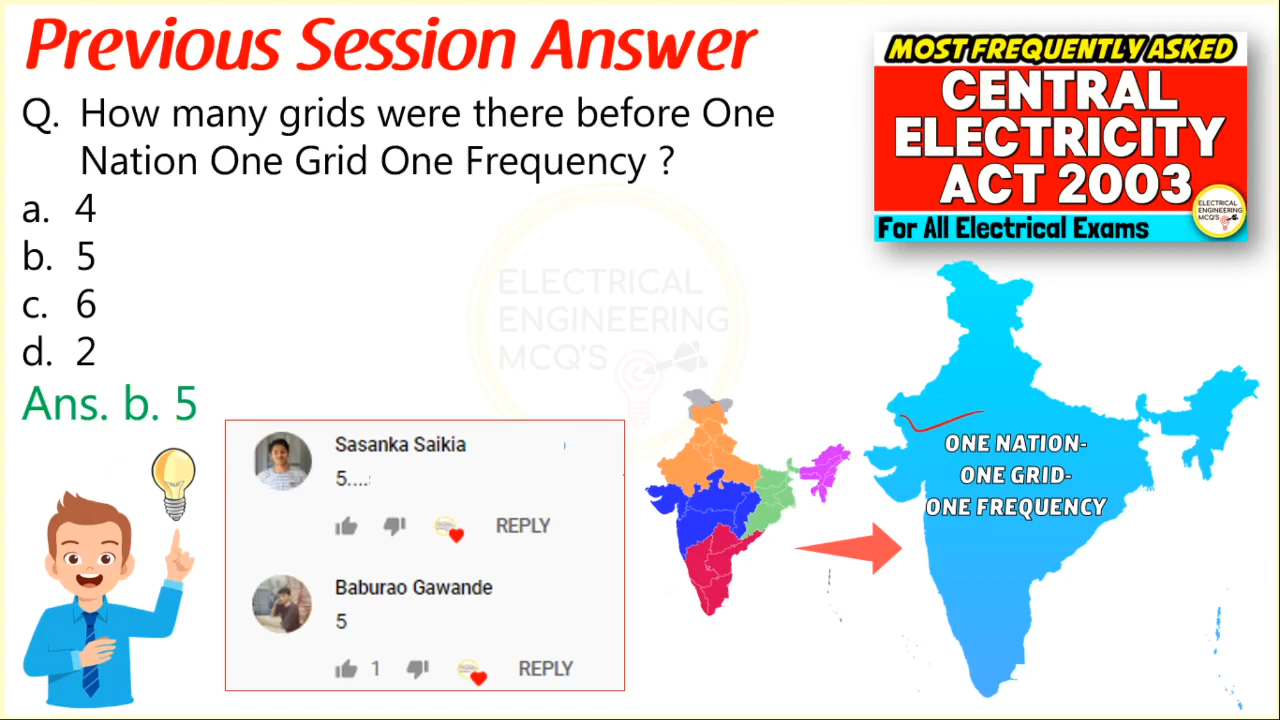 Previous Session Answer
Q. How many grids were there before One
Nation One Grid One Frequency ?
a. 4
b. 5
c. 6
d. 2
Ans. b. 5
MOST FREQUENTLY ASKED
CENTRAL
ELECTRICITY
ACT 2003
ELECTRICAL
ENGINEERING
MCQ'S
For All Electrical Exams
ELECTRICAL
ENGINEERING
MCQ'S
Sasanka Saikia
5....
REPLY
Baburao Gawande
5
1 REPLY
ONE NATION-
ONE GRID-
ONE FREQUENCY